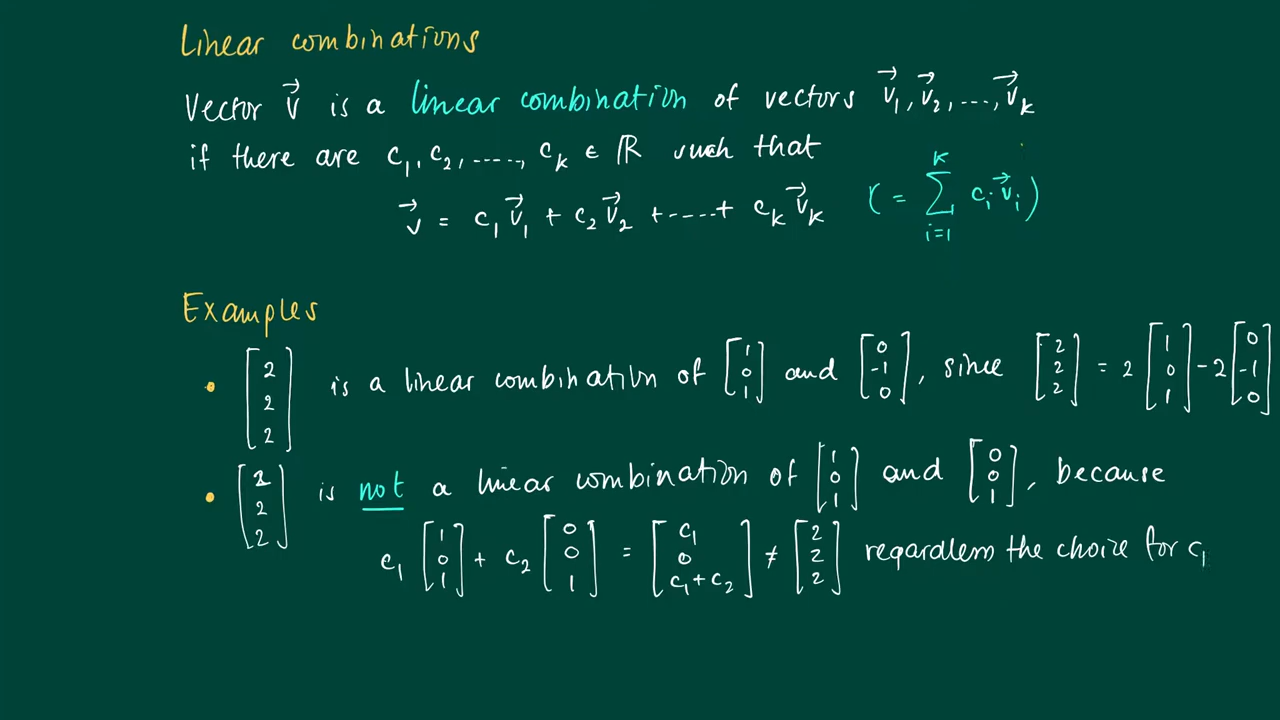 Linear combinations
Vector v⃗ is a linear combination of vectors v⃗₁, v⃗₂, ..., v⃗ₖ
if there are c₁, c₂, ....., cₖ ∈ ℝ such that
v⃗ = c₁v⃗₁ + c₂v⃗₂ + ..... + cₖv⃗ₖ ( = ∑ᵢ₌₁ᵏ cᵢv⃗ᵢ )
Examples
• [2 2 2] is a linear combination of [1 0 1] and [0 -1 0], since [2 2 2] = 2 [1 0 1] - 2 [0 -1 0]
• [2 2 2] is not a linear combination of [1 0 1] and [0 0 1], because
c₁ [1 0 1] + c₂ [0 0 1] = [c₁ 0 c₁+c₂] ≠ [2 2 2] regardless the choice for c₁